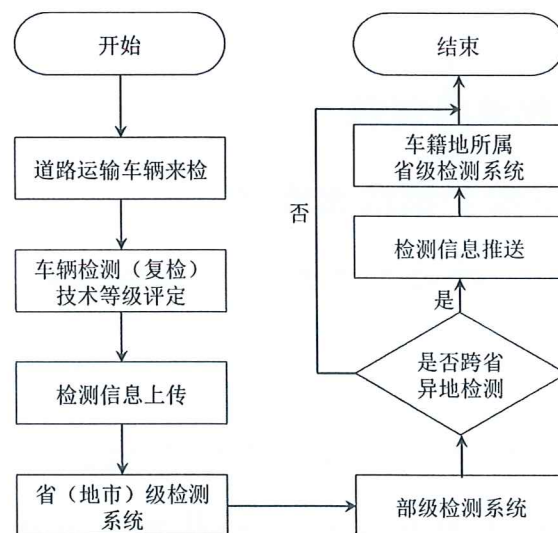 开始
道路运输车辆来检
车辆检测（复检）
技术等级评定
检测信息上传
省（地市）级检测
系统
部级检测系统
是否跨省
异地检测
是
否
检测信息推送
车籍地所属
省级检测系统
结束